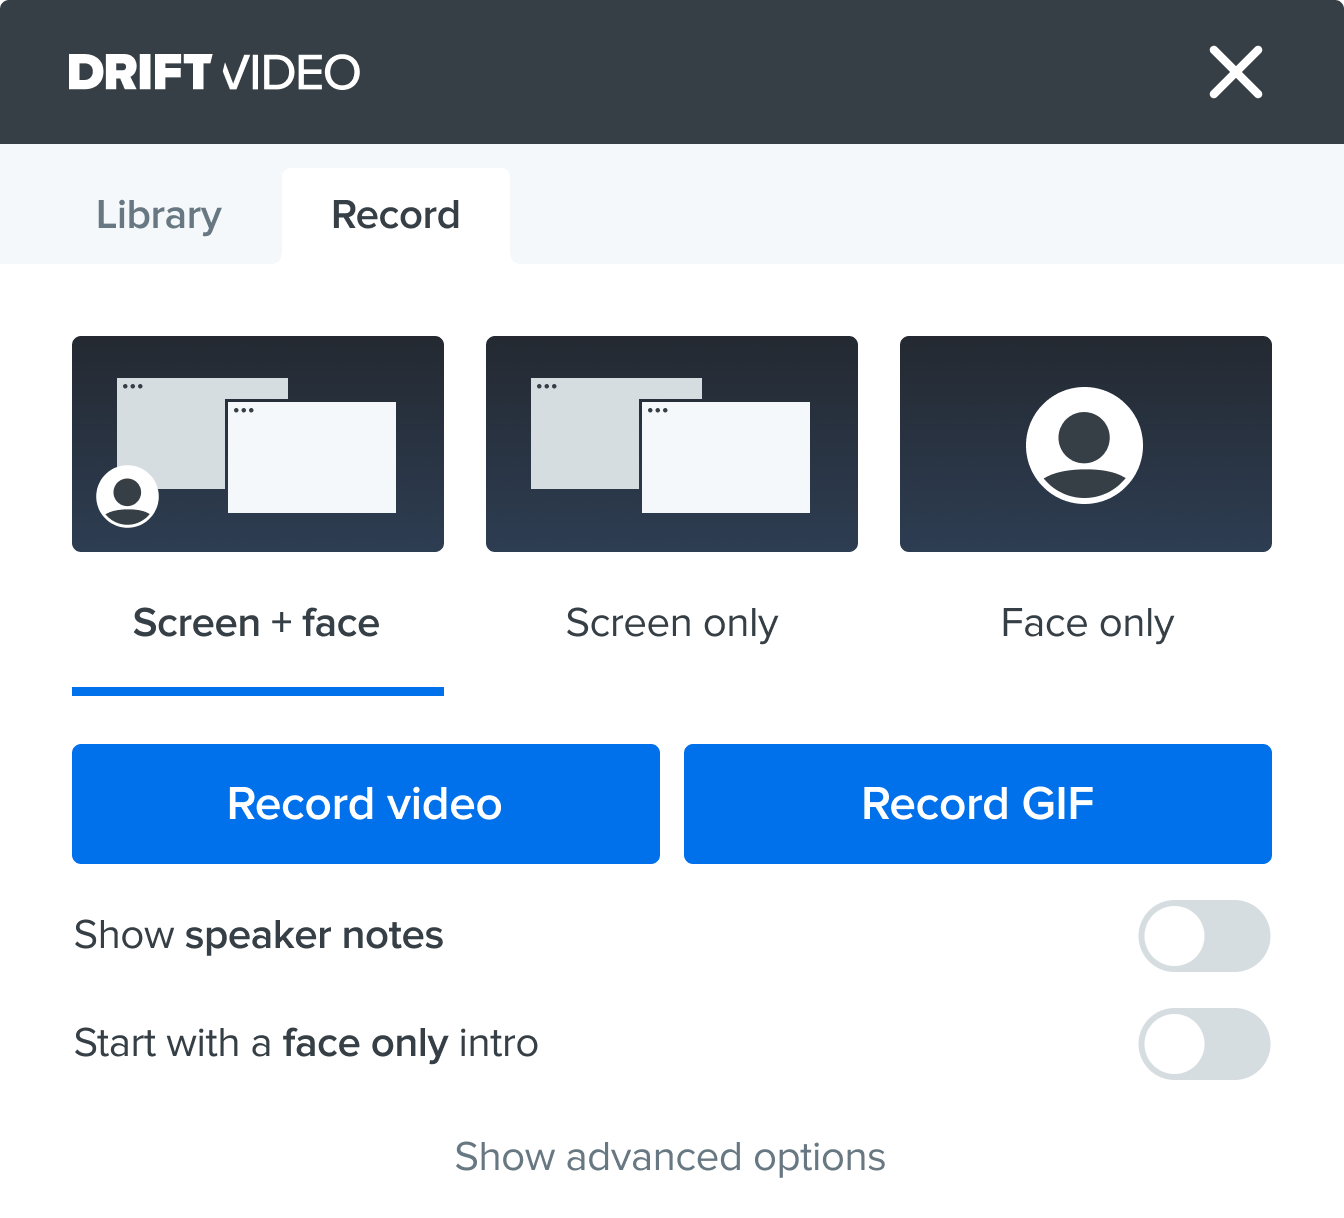 DRIFT VIDEO
Library
Record
Screen + face
Screen only
Face only
Record video
Record GIF
Show speaker notes
Start with a face only intro
Show advanced options